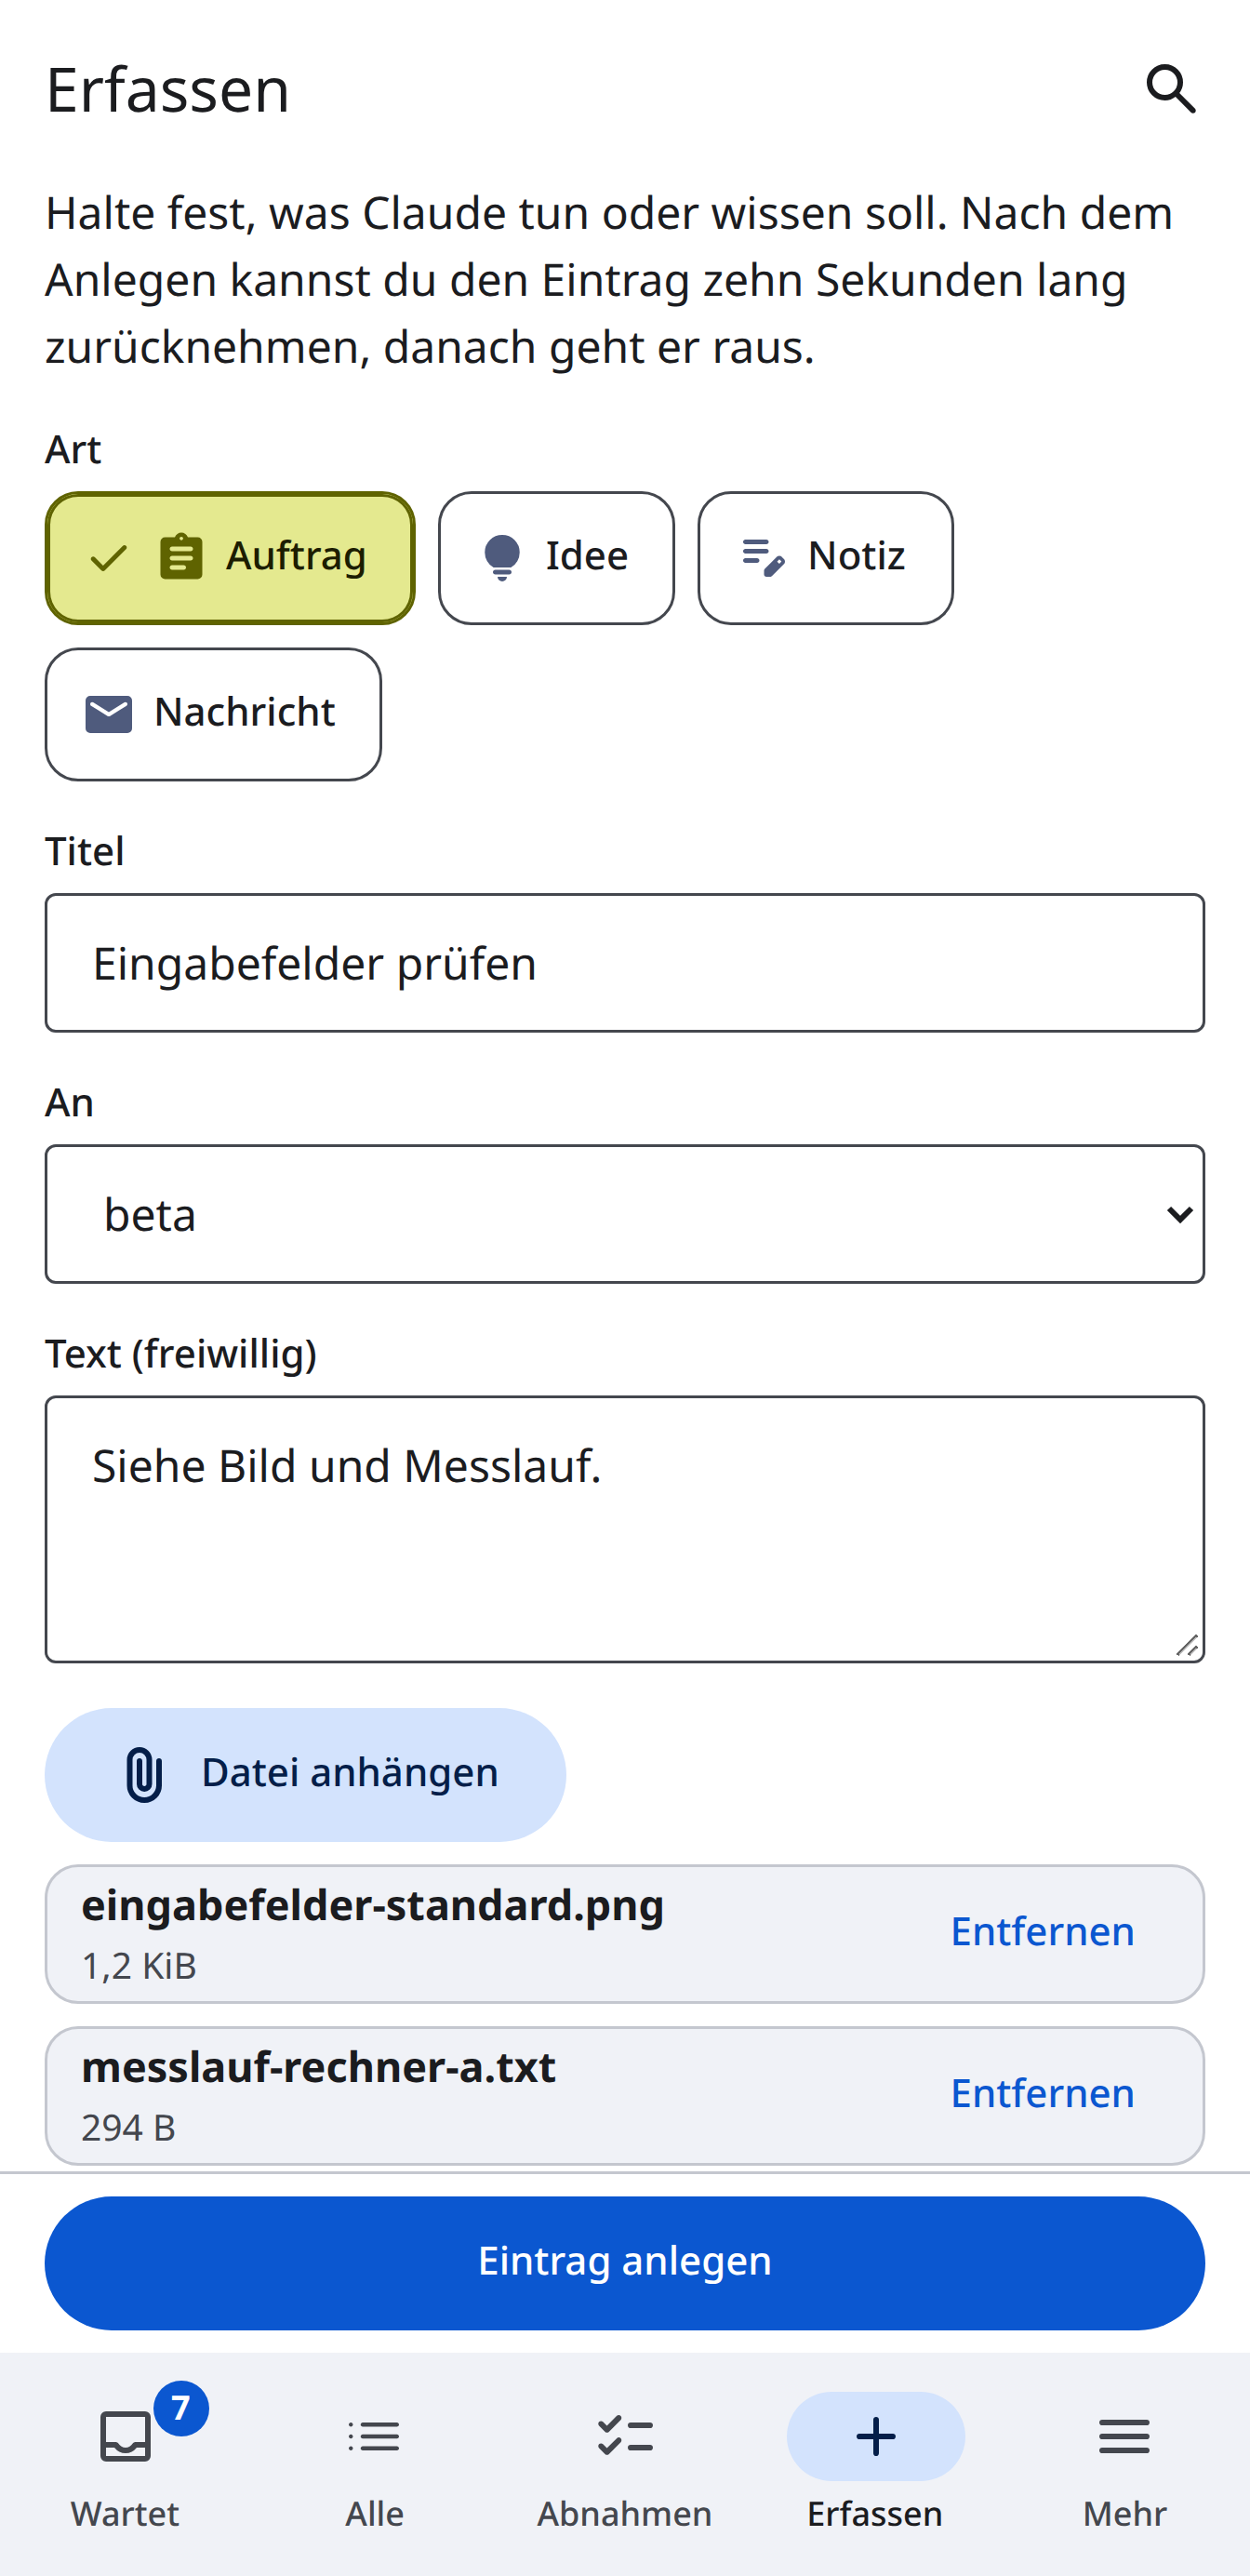 Erfassen
Halte fest, was Claude tun oder wissen soll. Nach dem
Anlegen kannst du den Eintrag zehn Sekunden lang
zurücknehmen, danach geht er raus.
Art
Auftrag
Idee
Notiz
Nachricht
Titel
Eingabefelder prüfen
An
beta
Text (freiwillig)
Siehe Bild und Messlauf.
Datei anhängen
eingabefelder-standard.png
1,2 KiB
Entfernen
messlauf-rechner-a.txt
294 B
Entfernen
Eintrag anlegen
7
Wartet
Alle
Abnahmen
Erfassen
Mehr